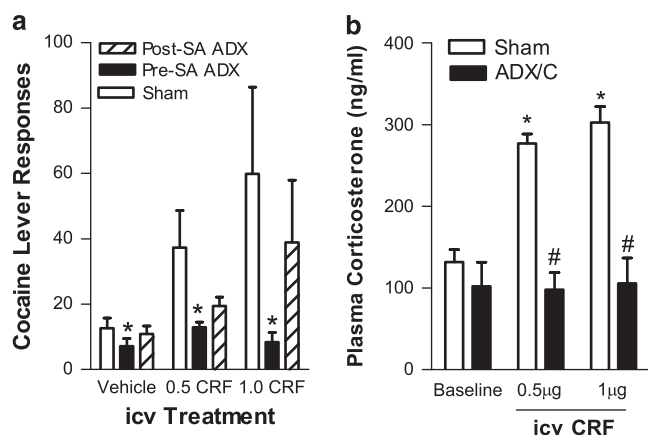 a
Post-SA ADX
Pre-SA ADX
Sham
Cocaine Lever Responses
100
80
60
40
20
0
*
*
*
Vehicle 0.5 CRF 1.0 CRF
icv Treatment
b
Sham
ADX/C
Plasma Corticosterone (ng/ml)
400
300
200
100
0
*
*
#
#
Baseline 0.5µg 1µg
icv CRF